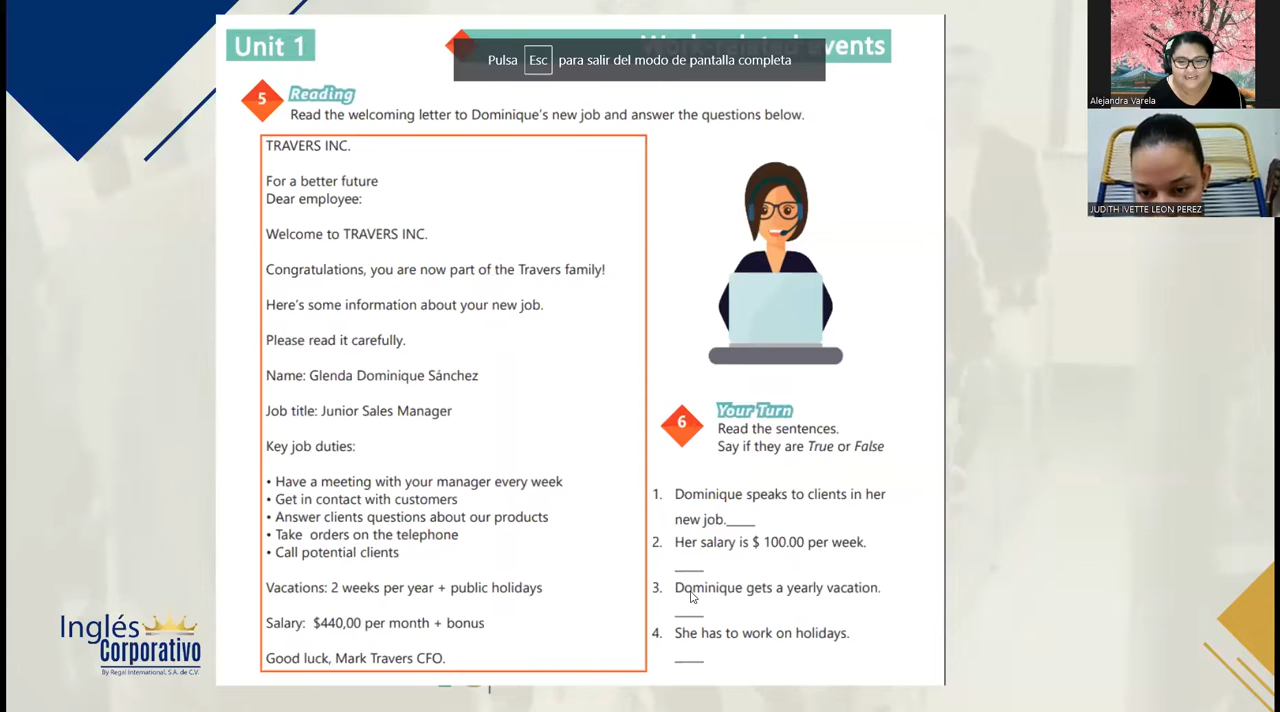 Unit 1
Work-related events
Pulsa Esc para salir del modo de pantalla completa
5 Reading
Read the welcoming letter to Dominique's new job and answer the questions below.
TRAVERS INC.
For a better future
Dear employee:
Welcome to TRAVERS INC.
Congratulations, you are now part of the Travers family!
Here's some information about your new job.
Please read it carefully.
Name: Glenda Dominique Sánchez
Job title: Junior Sales Manager
Key job duties:
• Have a meeting with your manager every week
• Get in contact with customers
• Answer clients questions about our products
• Take orders on the telephone
• Call potential clients
Vacations: 2 weeks per year + public holidays
Salary: $440,00 per month + bonus
Good luck, Mark Travers CFO.
6 Your Turn
Read the sentences.
Say if they are True or False
1. Dominique speaks to clients in her
new job.____
2. Her salary is $ 100.00 per week.
____
3. Dominique gets a yearly vacation.
____
4. She has to work on holidays.
____
Alejandra Varela
JUDITH IVETTE LEON PEREZ
Inglés
Corporativo
By Regal International, S.A. de C.V.